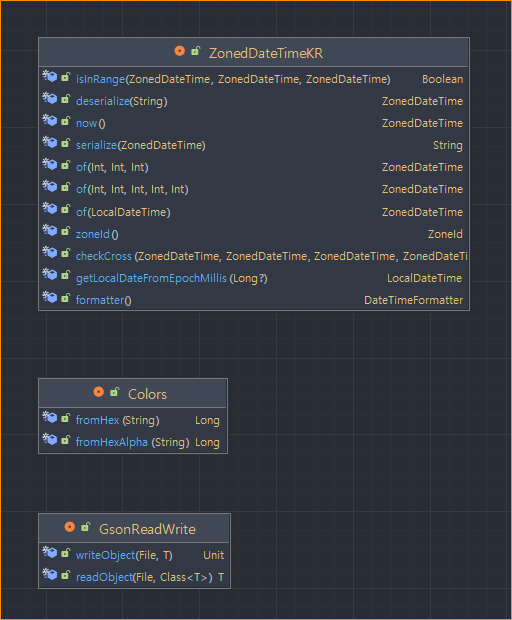 ZonedDateTimeKR
isInRange(ZonedDateTime, ZonedDateTime, ZonedDateTime) Boolean
deserialize(String) ZonedDateTime
now() ZonedDateTime
serialize(ZonedDateTime) String
of(Int, Int, Int) ZonedDateTime
of(Int, Int, Int, Int, Int) ZonedDateTime
of(LocalDateTime) ZonedDateTime
zoneId() ZoneId
checkCross(ZonedDateTime, ZonedDateTime, ZonedDateTime, ZonedDateTi
getLocalDateFromEpochMillis(Long?) LocalDateTime
formatter() DateTimeFormatter
Colors
fromHex(String) Long
fromHexAlpha(String) Long
GsonReadWrite
writeObject(File, T) Unit
readObject(File, Class<T>) T